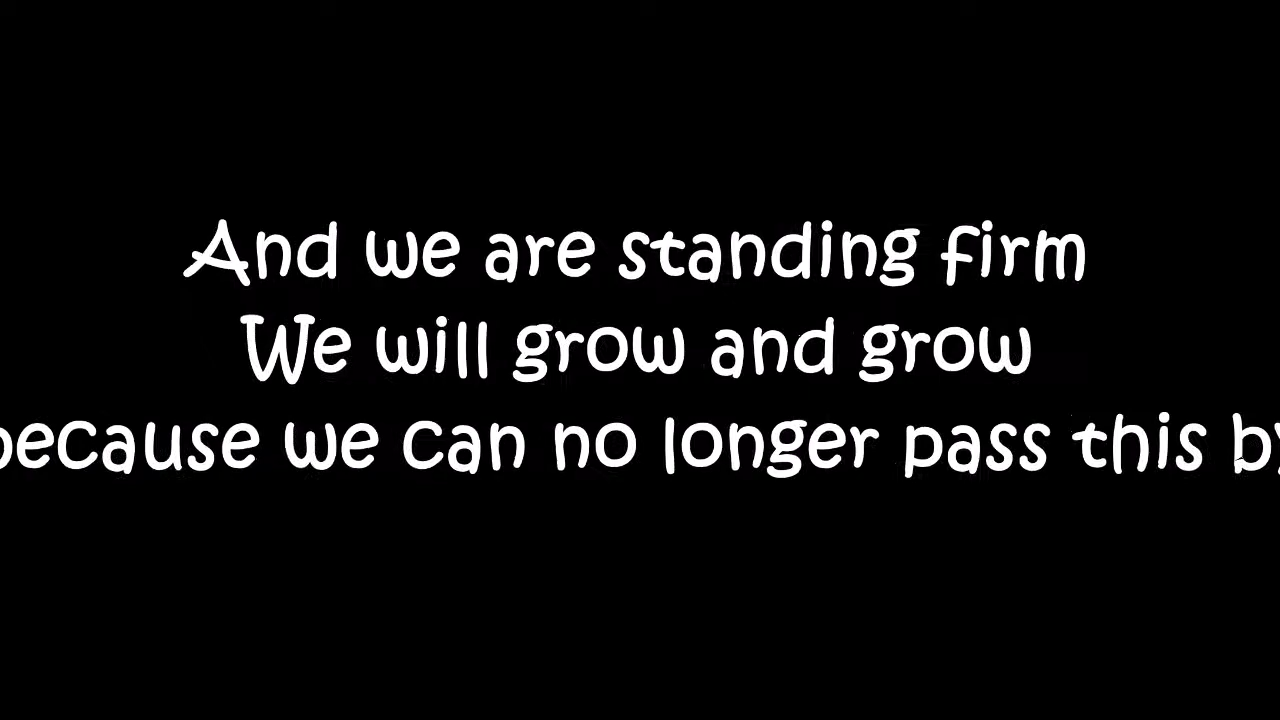 And we are standing firm
We will grow and grow
because we can no longer pass this by